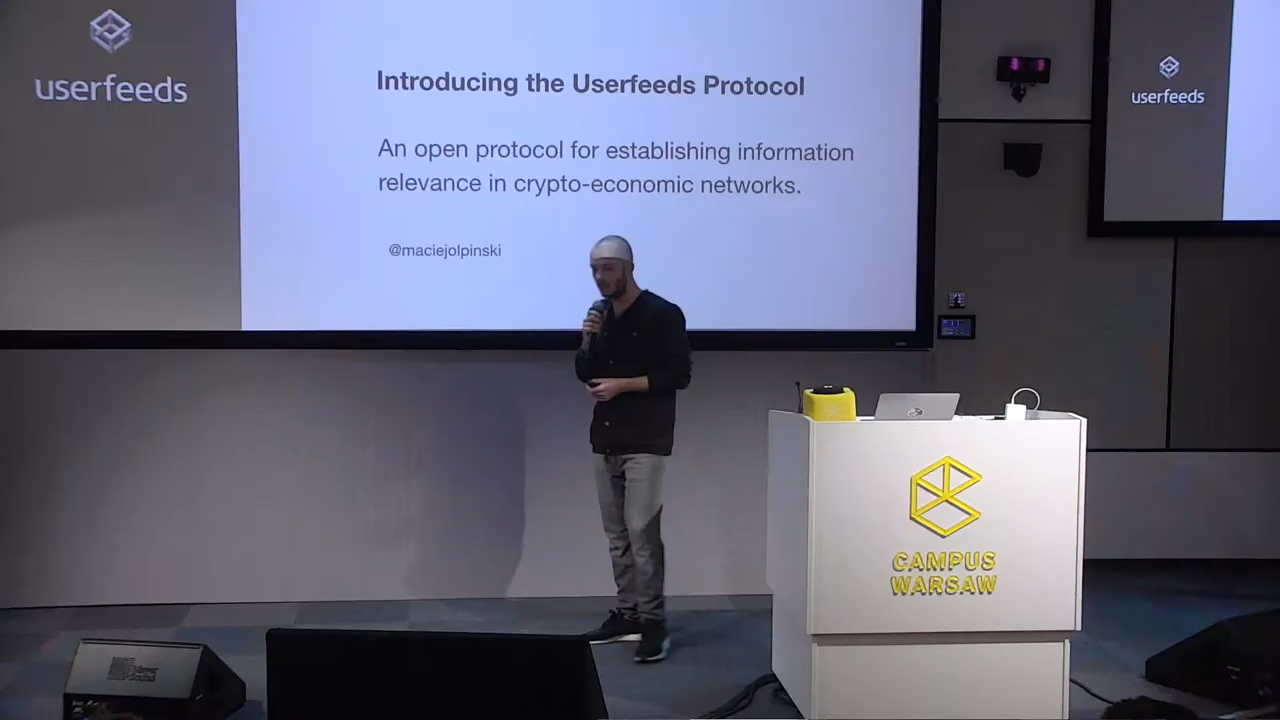 userfeeds
Introducing the Userfeeds Protocol
An open protocol for establishing information
relevance in crypto-economic networks.
@maciejolpinski
userfeeds
CAMPUS
WARSAW